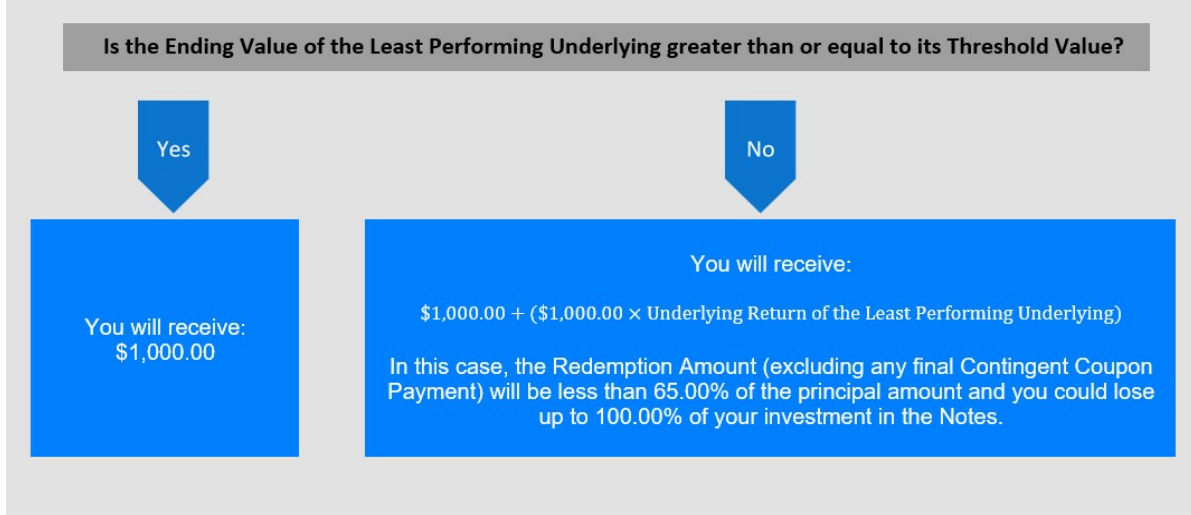 Is the Ending Value of the Least Performing Underlying greater than or equal to its Threshold Value?
Yes
No
You will receive:
$1,000.00
You will receive:
$1,000.00 + ($1,000.00 × Underlying Return of the Least Performing Underlying)
In this case, the Redemption Amount (excluding any final Contingent Coupon
Payment) will be less than 65.00% of the principal amount and you could lose
up to 100.00% of your investment in the Notes.